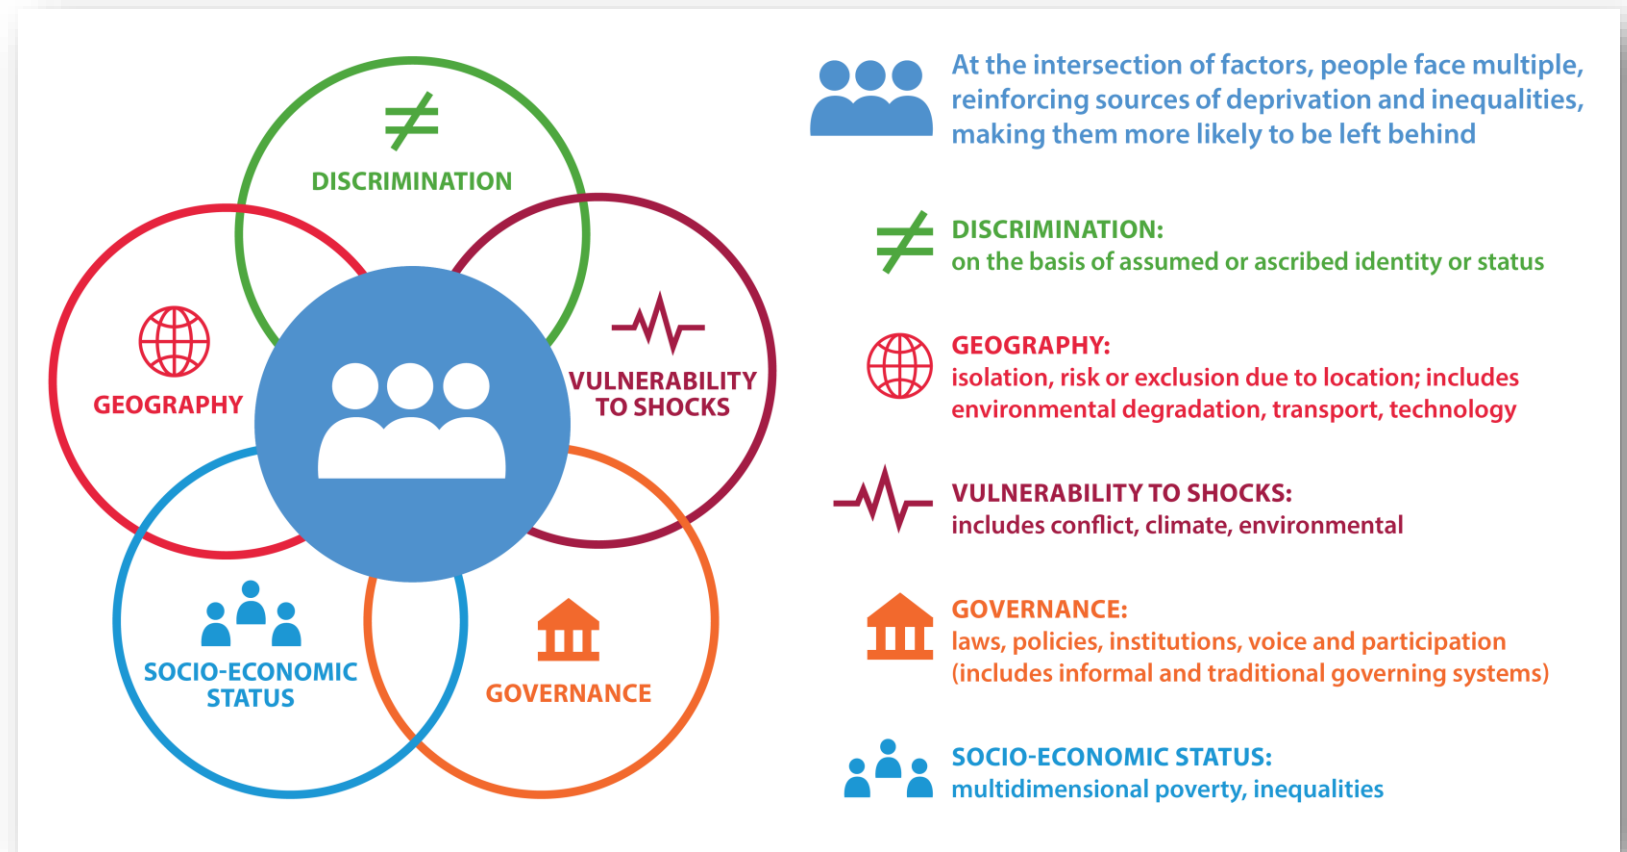 DISCRIMINATION
GEOGRAPHY
VULNERABILITY
TO SHOCKS
SOCIO-ECONOMIC
STATUS
GOVERNANCE
At the intersection of factors, people face multiple,
reinforcing sources of deprivation and inequalities,
making them more likely to be left behind
DISCRIMINATION:
on the basis of assumed or ascribed identity or status
GEOGRAPHY:
isolation, risk or exclusion due to location; includes
environmental degradation, transport, technology
VULNERABILITY TO SHOCKS:
includes conflict, climate, environmental
GOVERNANCE:
laws, policies, institutions, voice and participation
(includes informal and traditional governing systems)
SOCIO-ECONOMIC STATUS:
multidimensional poverty, inequalities